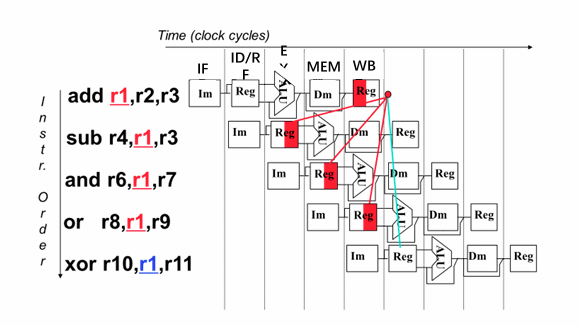 Time (clock cycles)
IF ID/RF E MEM WB
Instr. Order
add r1,r2,r3
Im Reg ALU Dm Reg
sub r4,r1,r3
Im Reg ALU Dm Reg
and r6,r1,r7
Im Reg ALU Dm Reg
or r8,r1,r9
Im Reg ALU Dm Reg
xor r10,r1,r11
Im Reg ALU Dm Reg